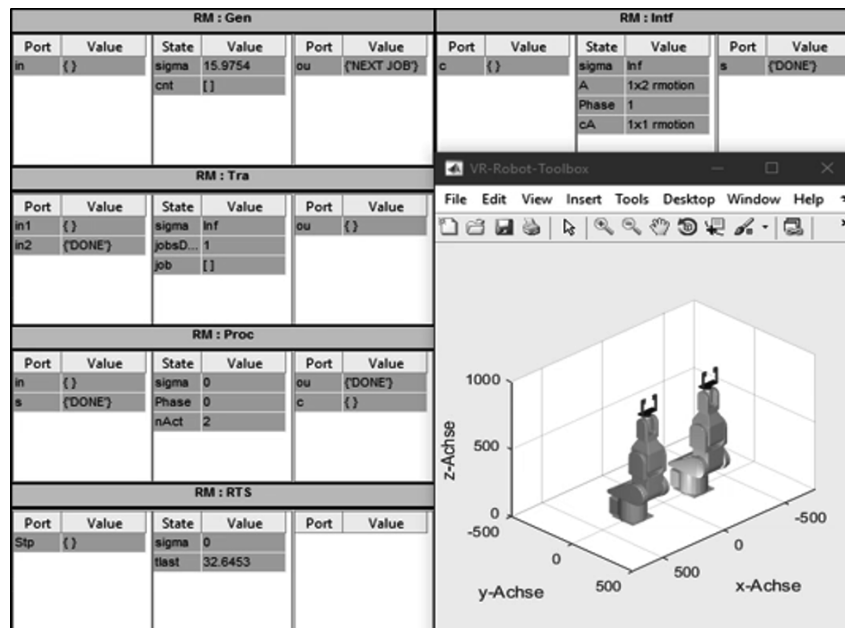 RM : Gen
Port Value State Value Port Value
in {} sigma 15.9754 ou {'NEXT JOB'}
cnt []
RM : Intf
Port Value State Value Port Value
c {} sigma Inf s {'DONE'}
A 1x2 rmotion
Phase 1
cA 1x1 rmotion
RM : Tra
Port Value State Value Port Value
in1 {} sigma Inf ou {}
in2 {'DONE'} jobsD... 1
job []
RM : Proc
Port Value State Value Port Value
in {} sigma 0 ou {'DONE'}
s {'DONE'} Phase 0 c {}
nAct 2
RM : RTS
Port Value State Value Port Value
Stp {} sigma 0
tlast 32.6453
VR-Robot-Toolbox
File Edit View Insert Tools Desktop Window Help
1000
500
0
z-Achse
-500
0
500
y-Achse
500
0
-500
x-Achse